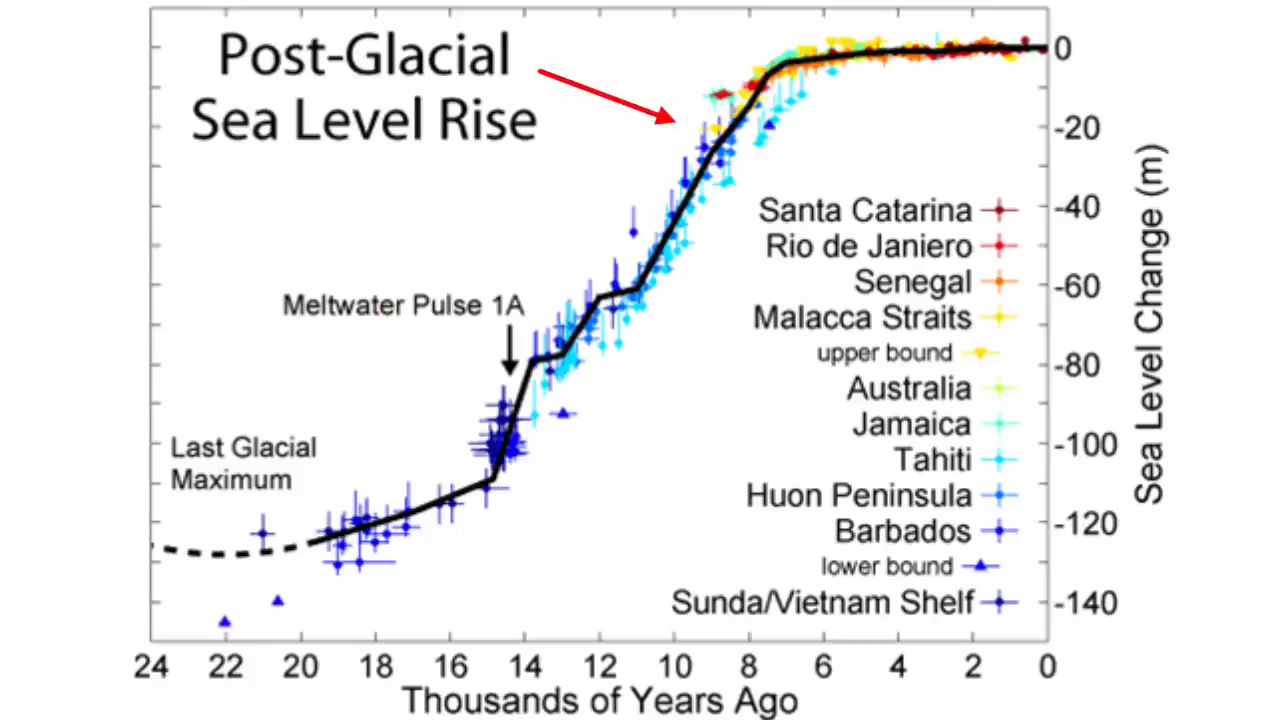 Post-Glacial
Sea Level Rise
Meltwater Pulse 1A
Last Glacial
Maximum
Santa Catarina
Rio de Janiero
Senegal
Malacca Straits
upper bound
Australia
Jamaica
Tahiti
Huon Peninsula
Barbados
lower bound
Sunda/Vietnam Shelf
0
-20
-40
-60
-80
-100
-120
-140
Sea Level Change (m)
24 22 20 18 16 14 12 10 8 6 4 2 0
Thousands of Years Ago